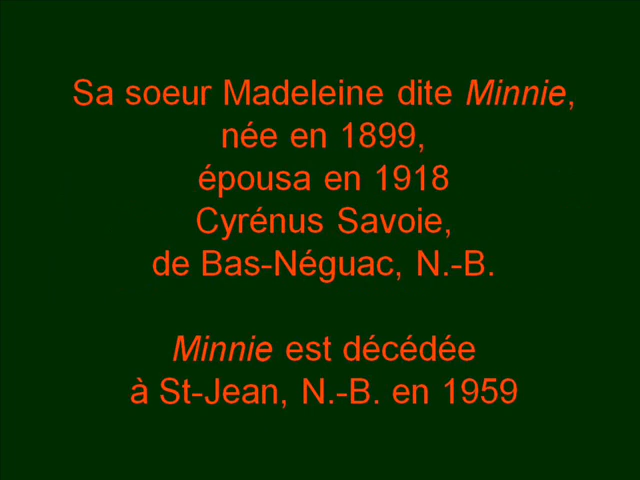 Sa soeur Madeleine dite Minnie,
née en 1899,
épousa en 1918
Cyrénus Savoie,
de Bas-Néguac, N.-B.
Minnie est décédée
à St-Jean, N.-B. en 1959